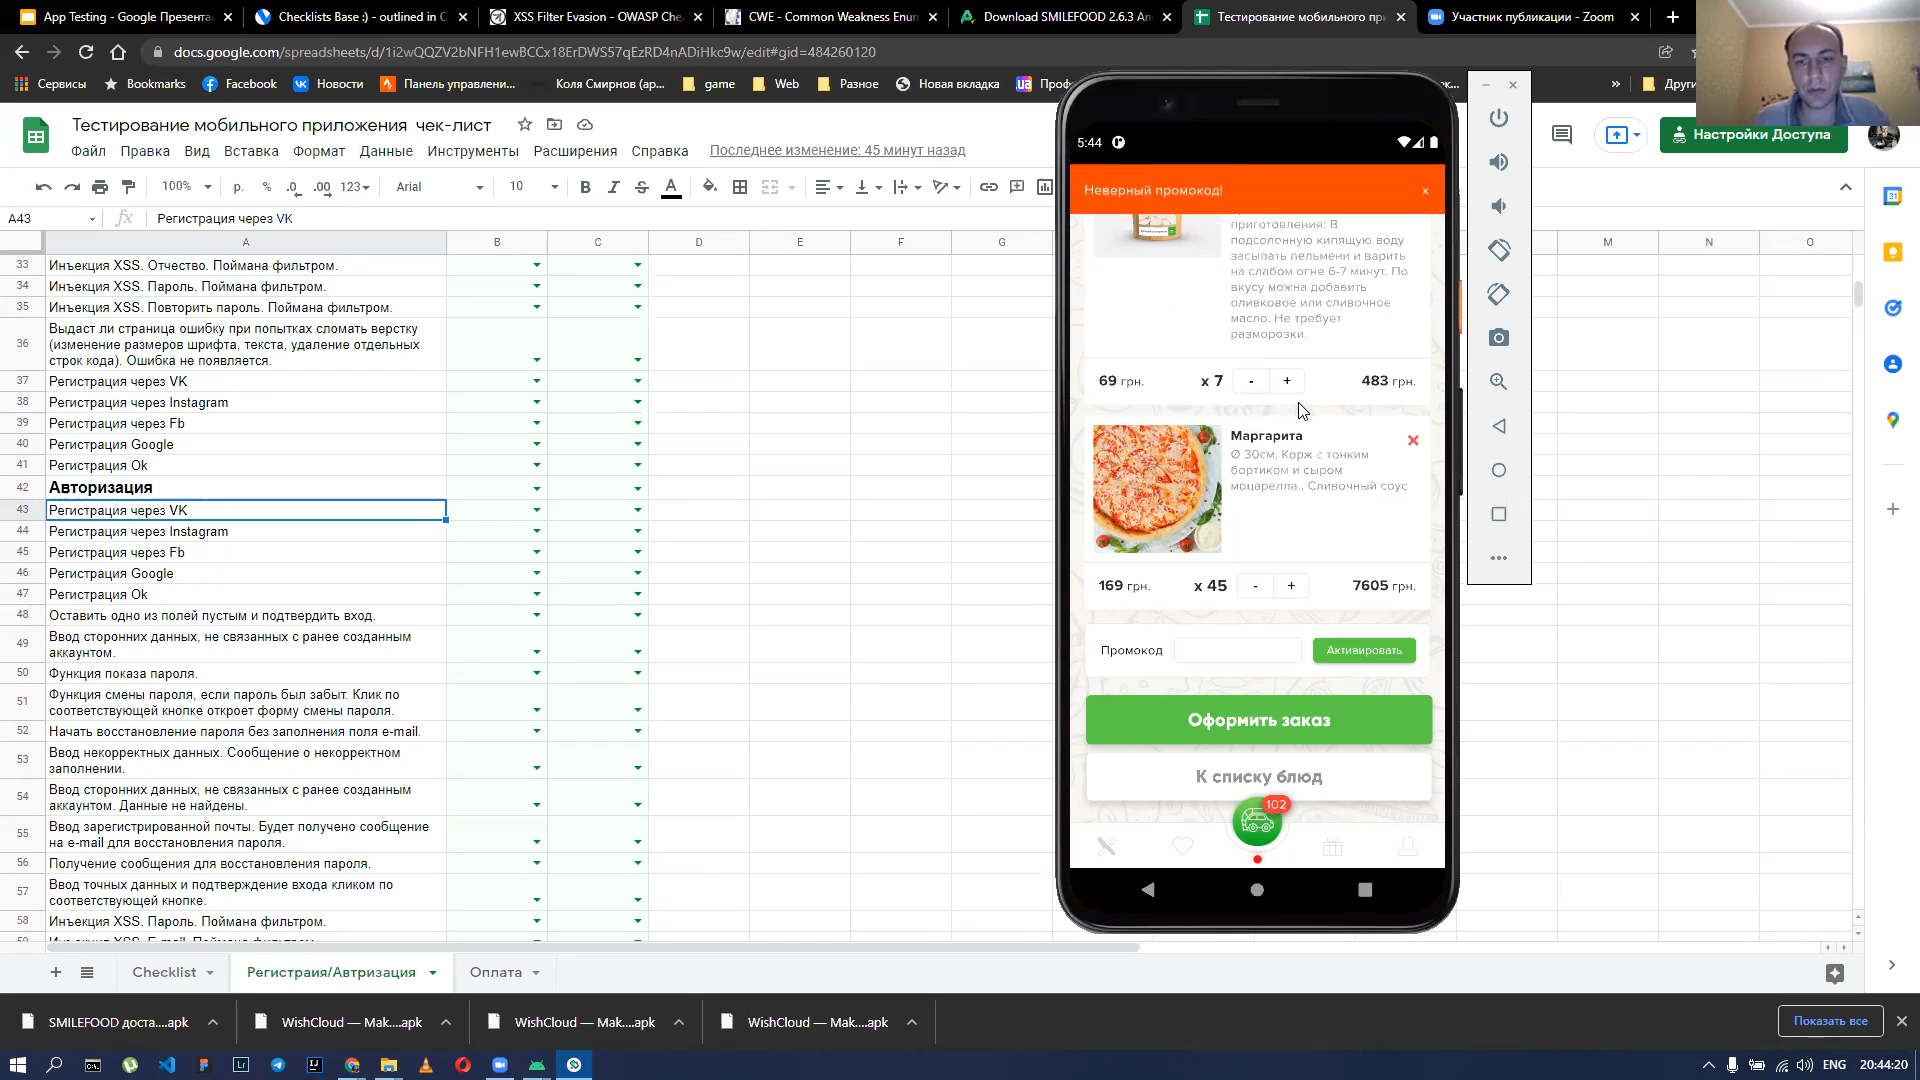 App Testing - Google Презента
Checklists Base :) - outlined in C
XSS Filter Evasion - OWASP Che
CWE - Common Weakness Enum
Download SMILEFOOD 2.6.3 An
Тестирование мобильного пр
Участник публикации - Zoom
docs.google.com/spreadsheets/d/1i2wQQZV2bNFH1ewBCCx18ErDWS57qEzRD4nADiHkc9w/edit#gid=484260120
Сервисы
Bookmarks
Facebook
Новости
Панель управлени...
Коля Смирнов (ар...
game
Web
Разное
Новая вкладка
Проф
к...
»
Други
Тестирование мобильного приложения чек-лист
Файл Правка Вид Вставка Формат Данные Инструменты Расширения Справка
Последнее изменение: 45 минут назад
Настройки Доступа
100% р. % .0 .00 123 Arial 10 B I S A
A43
fx
Регистрация через VK
A B C D E F G M N O
33 Инъекция XSS. Отчество. Поймана фильтром.
34 Инъекция XSS. Пароль. Поймана фильтром.
35 Инъекция XSS. Повторить пароль. Поймана фильтром.
36 Выдаст ли страница ошибку при попытках сломать верстку
(изменение размеров шрифта, текста, удаление отдельных
строк кода). Ошибка не появляется.
37 Регистрация через VK
38 Регистрация через Instagram
39 Регистрация через Fb
40 Регистрация Google
41 Регистрация Ok
42 Авторизация
43 Регистрация через VK
44 Регистрация через Instagram
45 Регистрация через Fb
46 Регистрация Google
47 Регистрация Ok
48 Оставить одно из полей пустым и подтвердить вход.
49 Ввод сторонних данных, не связанных с ранее созданным
аккаунтом.
50 Функция показа пароля.
51 Функция смены пароля, если пароль был забыт. Клик по
соответствующей кнопке откроет форму смены пароля.
52 Начать восстановление пароля без заполнения поля e-mail.
53 Ввод некорректных данных. Сообщение о некорректном
заполнении.
54 Ввод сторонних данных, не связанных с ранее созданным
аккаунтом. Данные не найдены.
55 Ввод зарегистрированной почты. Будет получено сообщение
на e-mail для восстановления пароля.
56 Получение сообщения для восстановления пароля.
57 Ввод точных данных и подтверждение входа кликом по
соответствующей кнопке.
58 Инъекция XSS. Пароль. Поймана фильтром.
5:44
Неверный промокод!
x
приготовления: В
подсоленную кипящую воду
засыпать пельмени и варить
на слабом огне 6-7 минут. По
вкусу можно добавить
оливковое или сливочное
масло. Не требует
разморозки.
69 грн. x 7 - + 483 грн.
Маргарита
Ø 30см, Корж с тонким
бортиком и сыром
моцарелла., Сливочный соус
169 грн. x 45 - + 7605 грн.
Промокод
Активировать
Оформить заказ
К списку блюд
102
Checklist
Регистраия/Автризация
Оплата
SMILEFOOD доста....apk
WishCloud — Mak....apk
WishCloud — Mak....apk
WishCloud — Mak....apk
Показать все
ENG
20:44:20